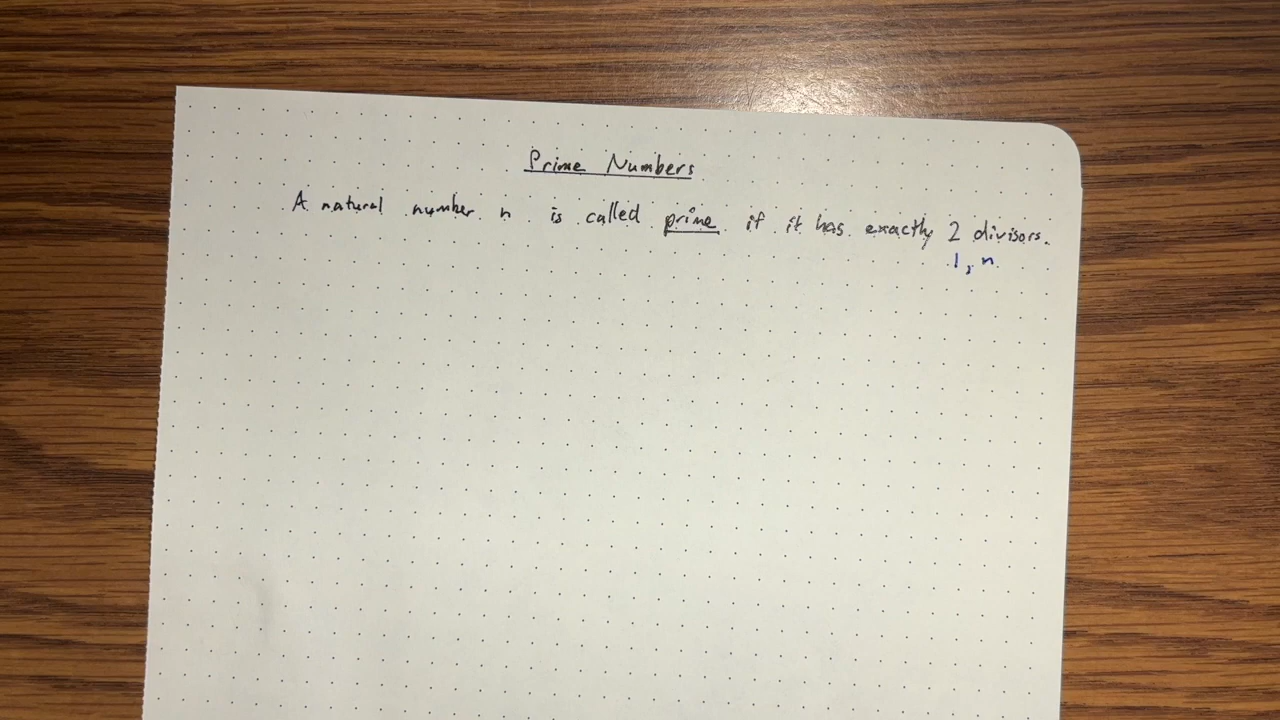 Prime Numbers
A natural number n is called prime if it has exactly 2 divisors.
1, n